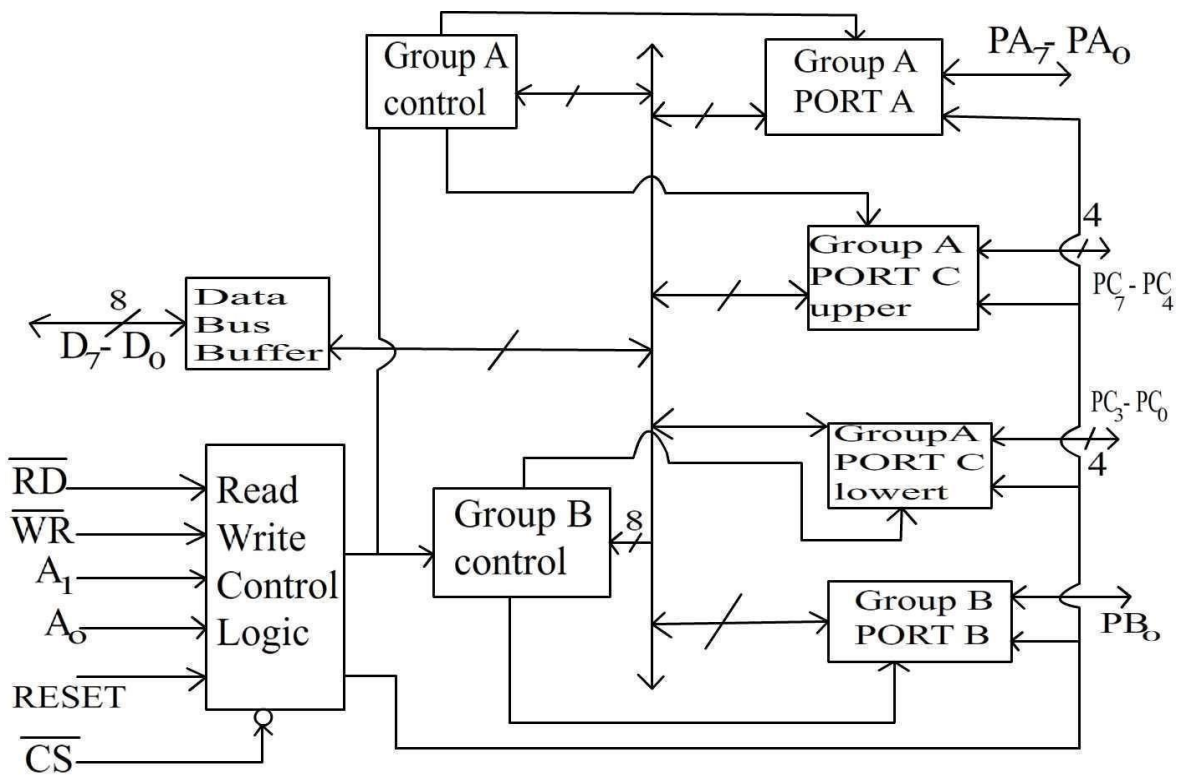 Group A
control
Group A
PORT A
PA₇- PA₀
4
Group A
PORT C
upper
PC₇ - PC₄
8
D₇- D₀
Data
Bus
Buffer
PC₃- PC₀
4
GroupA
PORT C
lowert
RD
WR
A₁
A₀
RESET
CS
Read
Write
Control
Logic
Group B
control
8
Group B
PORT B
PB₀